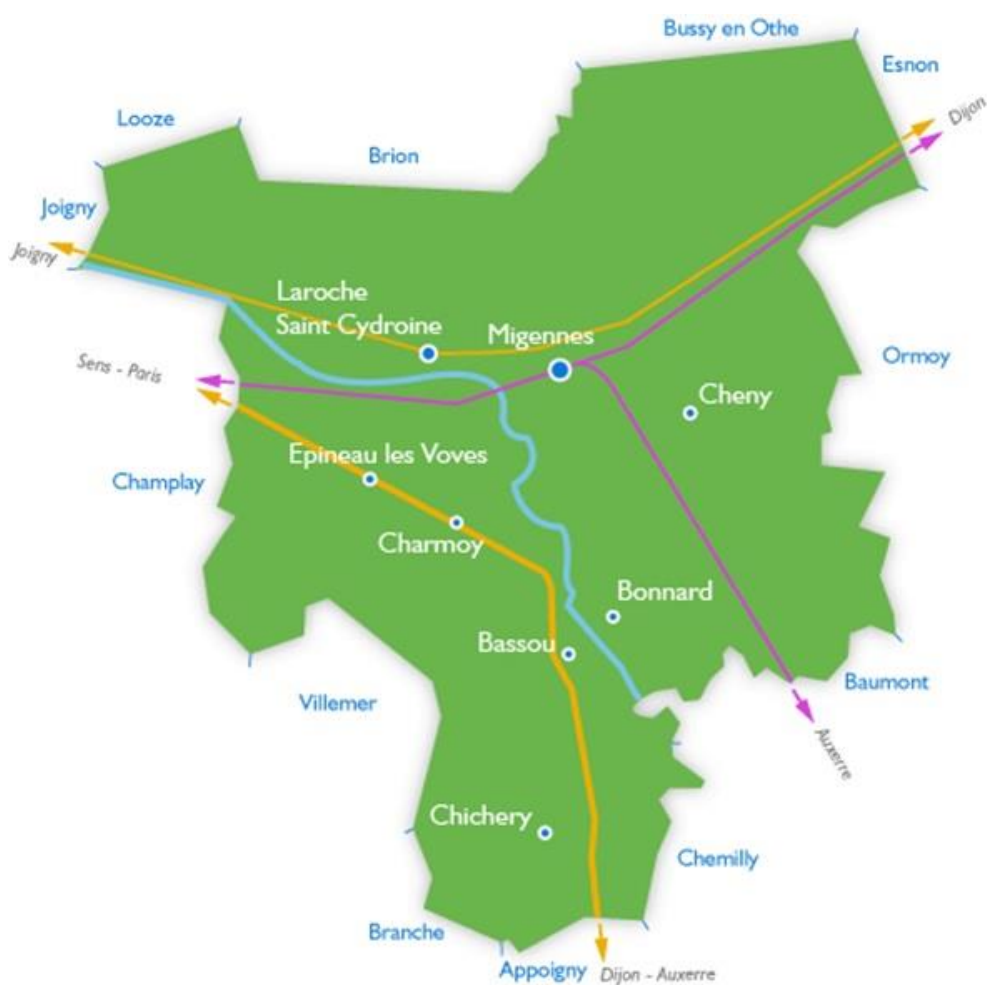 Bussy en Othe
Esnon
Dijon
Looze
Brion
Joigny
Joigny
Laroche
Saint Cydroine
Migennes
Ormoy
Sens - Paris
Cheny
Epineau les Voves
Champlay
Charmoy
Bonnard
Bassou
Baumont
Villemer
Auxerre
Chichery
Chemilly
Branche
Appoigny
Dijon - Auxerre